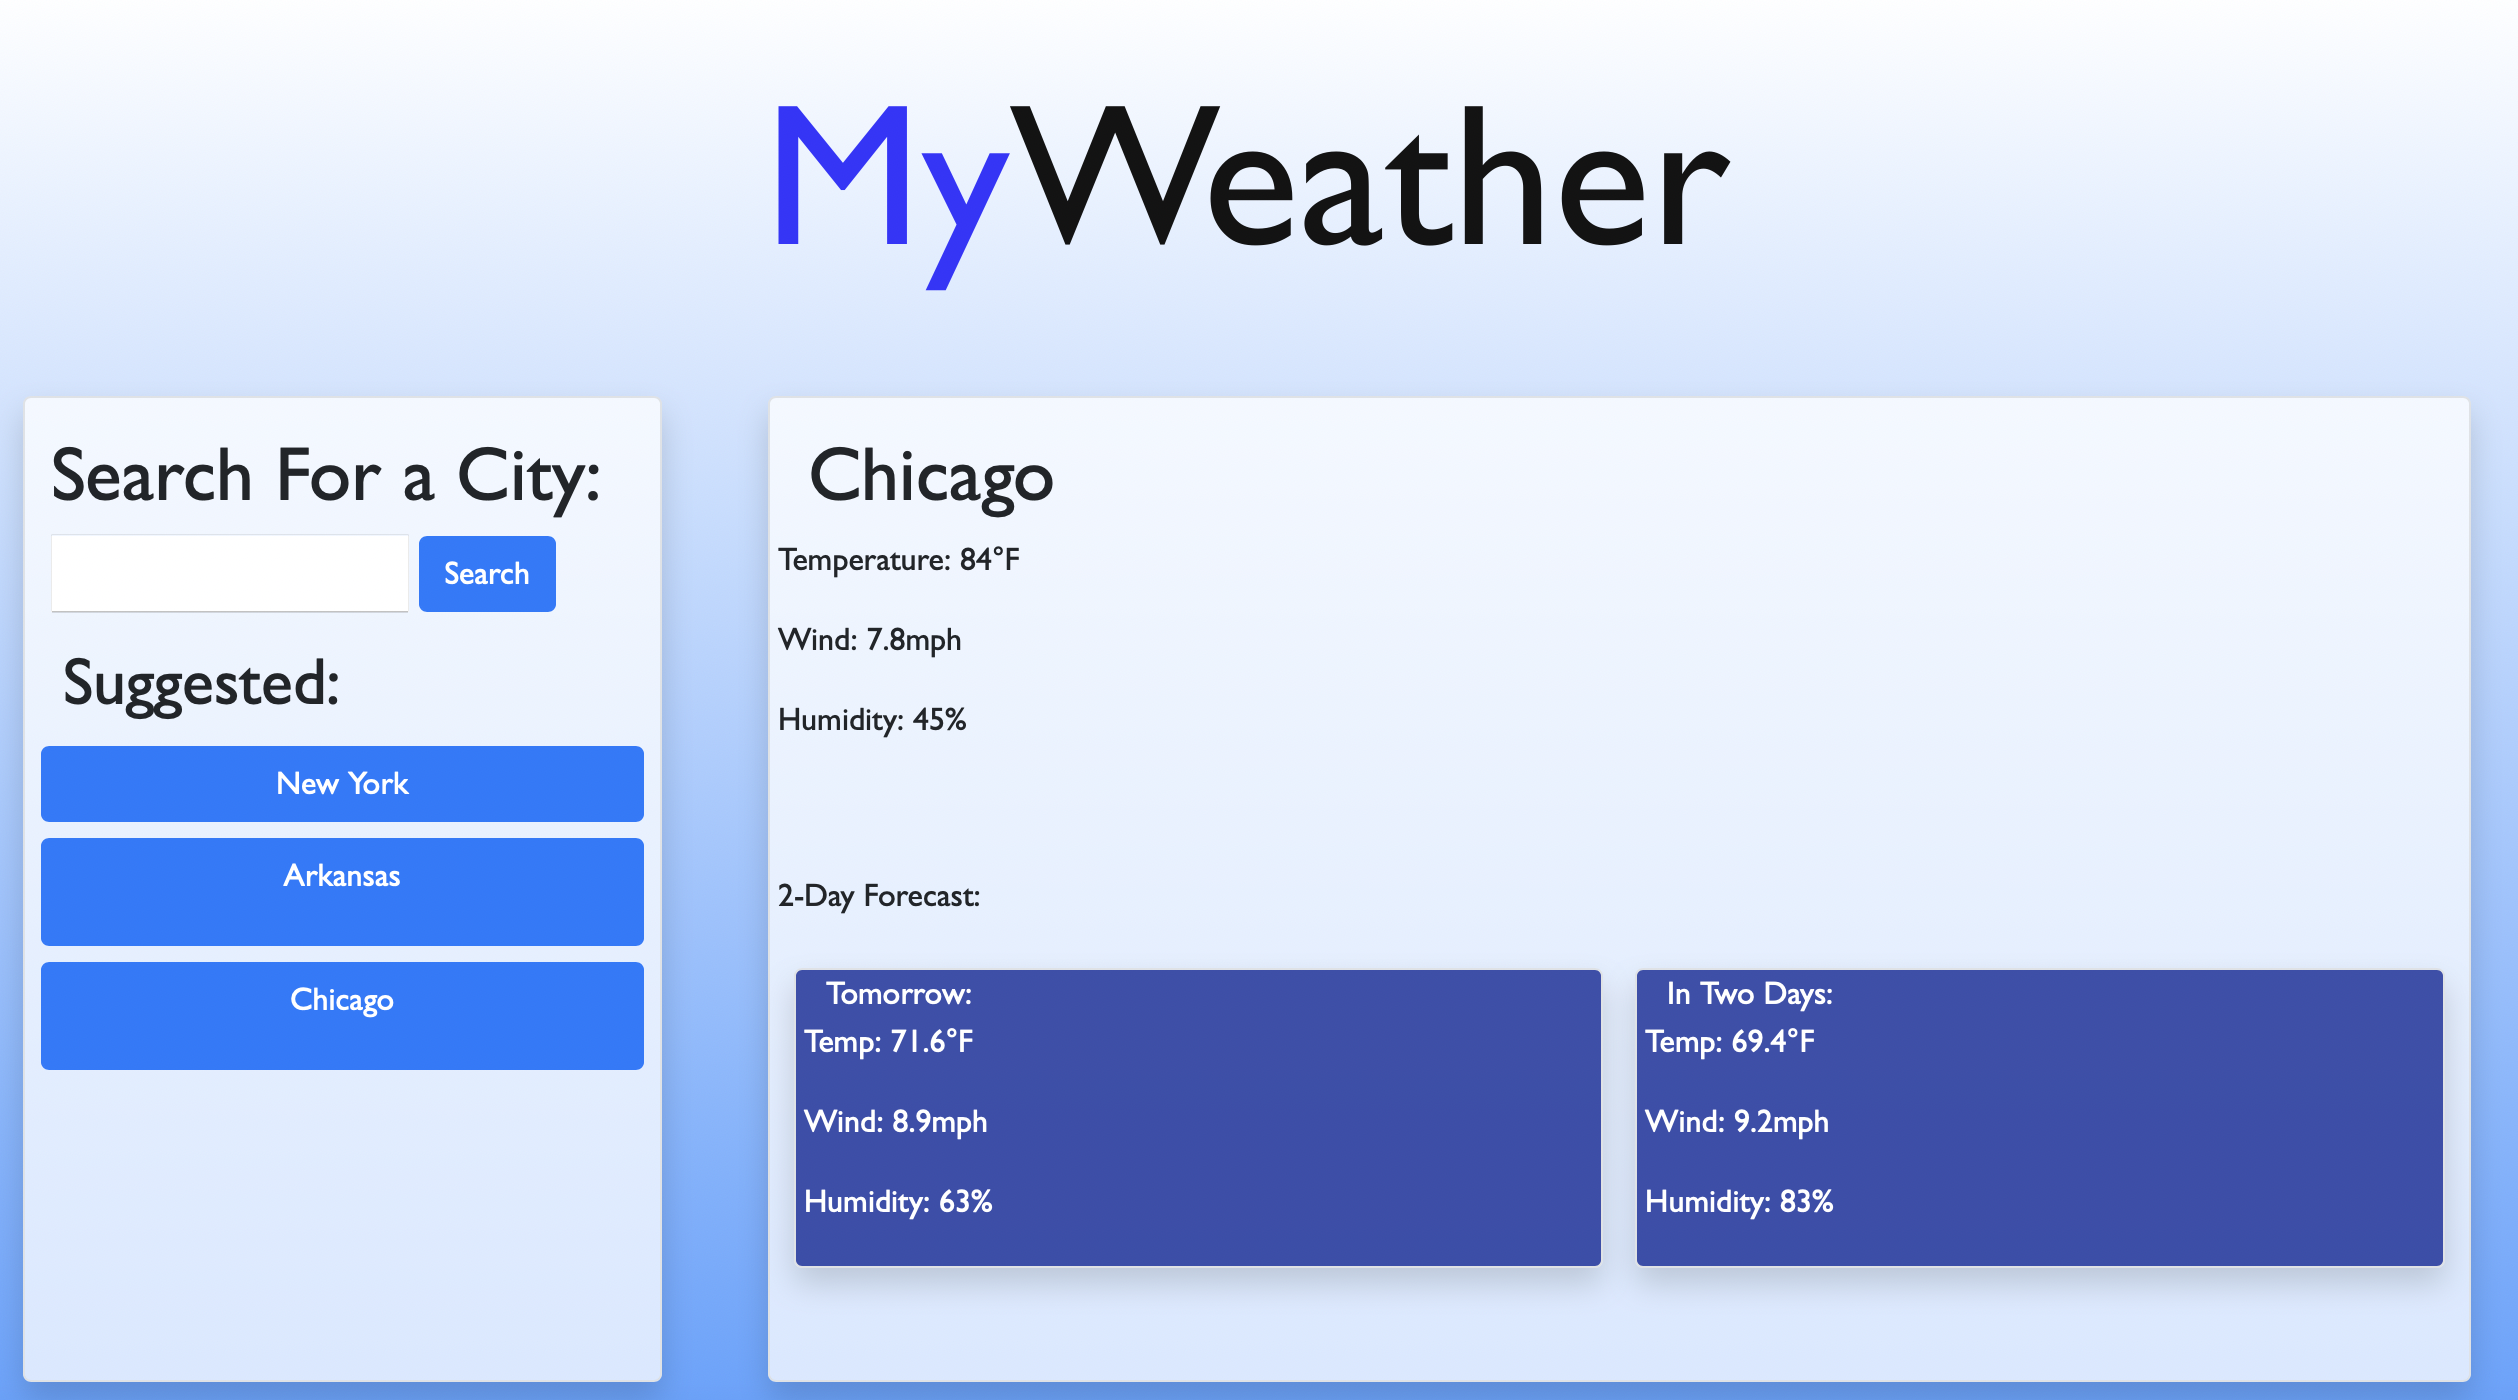 MyWeather
Search For a City:
Search
Suggested:
New York
Arkansas
Chicago
Chicago
Temperature: 84°F
Wind: 7.8mph
Humidity: 45%
2-Day Forecast:
Tomorrow:
Temp: 71.6°F
Wind: 8.9mph
Humidity: 63%
In Two Days:
Temp: 69.4°F
Wind: 9.2mph
Humidity: 83%